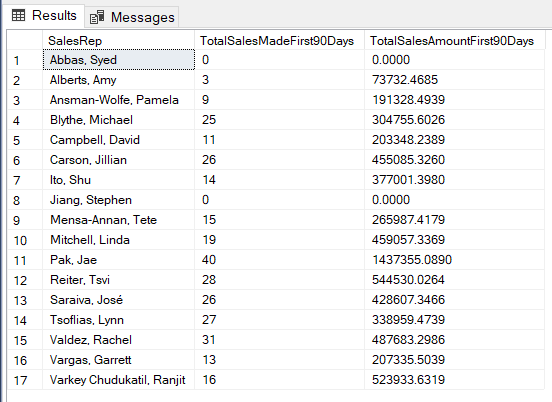 Results Messages
SalesRep TotalSalesMadeFirst90Days TotalSalesAmountFirst90Days
1 Abbas, Syed 0 0.0000
2 Alberts, Amy 3 73732.4685
3 Ansman-Wolfe, Pamela 9 191328.4939
4 Blythe, Michael 25 304755.6026
5 Campbell, David 11 203348.2389
6 Carson, Jillian 26 455085.3260
7 Ito, Shu 14 377001.3980
8 Jiang, Stephen 0 0.0000
9 Mensa-Annan, Tete 15 265987.4179
10 Mitchell, Linda 19 459057.3369
11 Pak, Jae 40 1437355.0890
12 Reiter, Tsvi 28 544530.0264
13 Saraiva, José 26 428607.3466
14 Tsoflias, Lynn 27 338959.4739
15 Valdez, Rachel 31 487683.2986
16 Vargas, Garrett 13 207335.5039
17 Varkey Chudukatil, Ranjit 16 523933.6319